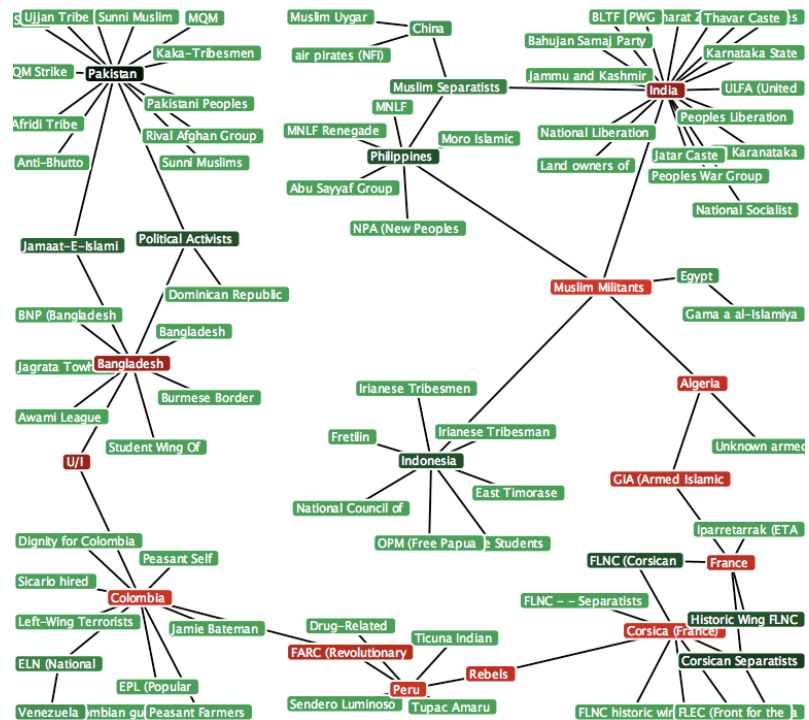 Ujjan Tribe
Sunni Muslim
MQM
Kaka-Tribesmen
QM Strike
Pakistan
Pakistani Peoples
Afridi Tribe
Rival Afghan Group
Anti-Bhutto
Sunni Muslims
Muslim Uygar
China
air pirates (NFI)
Muslim Separatists
MNLF
MNLF Renegade
Moro Islamic
Philippines
Abu Sayyaf Group
NPA (New Peoples
BLTF
PWG
Thavar Caste
Bahujan Samaj Party
Karnataka State
Jammu and Kashmir
India
ULFA (United
Peoples Liberation
National Liberation
Land owners of
Jatar Caste
Karanataka
Peoples War Group
National Socialist
Jamaat-E-Islami
Political Activists
Dominican Republic
Muslim Militants
Egypt
Gama a al-Islamiya
BNP (Bangladesh
Bangladesh
Jagrata
Bangladesh
Burmese Border
Awami League
Student Wing Of
U/I
Algeria
Unknown armed
GIA (Armed Islamic
Irianese Tribesmen
Fretilin
Irianese Tribesman
Indonesia
East Timorase
National Council of
OPM (Free Papua
Students
Iparretarrak (ETA
FLNC (Corsican
France
FLNC - - Separatists
Historic Wing FLNC
Corsica (France)
Corsican Separatists
FLNC historic
FLEC (Front for the
Dignity for Colombia
Peasant Self
Sicario hired
Colombia
Left-Wing Terrorists
Jamie Bateman
Drug-Related
Ticuna Indian
FARC (Revolutionary
ELN (National
EPL (Popular
Rebels
Peru
Sendero Luminoso
Tupac Amaru
Venezuela
Peasant Farmers